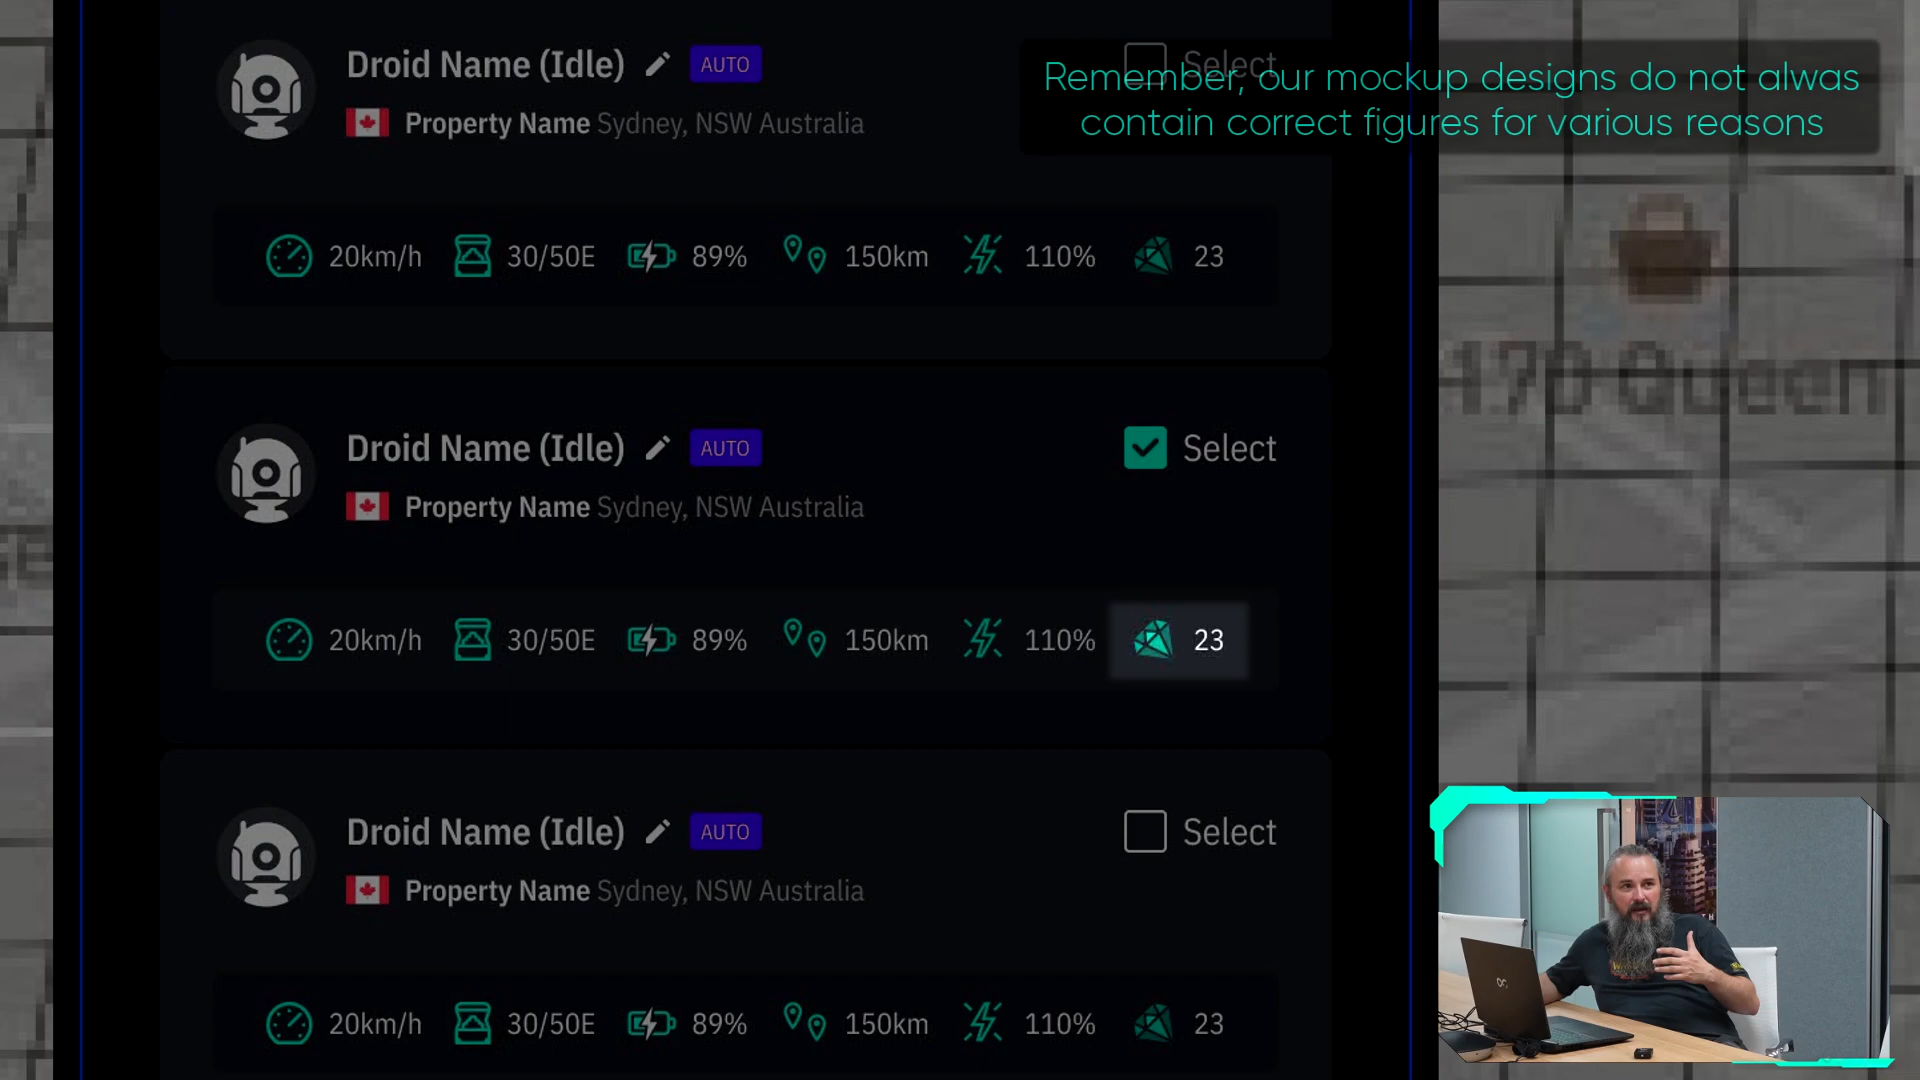 Droid Name (Idle) AUTO Select
Remember, our mockup designs do not alwas
contain correct figures for various reasons
Property Name Sydney, NSW Australia
20km/h 30/50E 89% 150km 110% 23
470 Queen
Droid Name (Idle) AUTO Select
Property Name Sydney, NSW Australia
20km/h 30/50E 89% 150km 110% 23
Droid Name (Idle) AUTO Select
Property Name Sydney, NSW Australia
20km/h 30/50E 89% 150km 110% 23